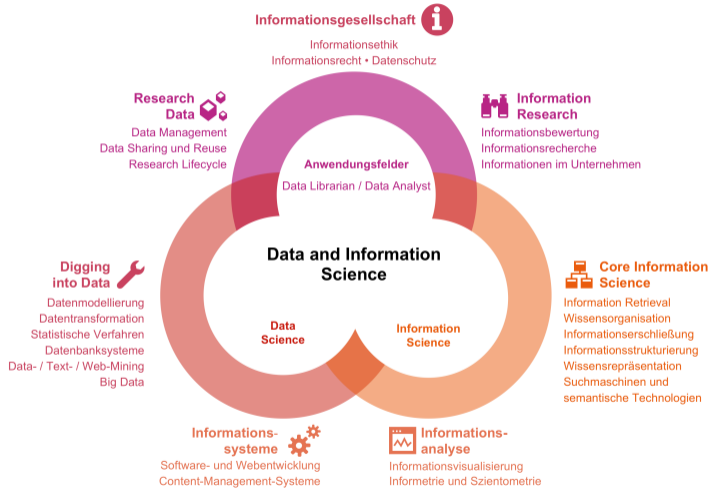 Informationsgesellschaft
Informationsethik
Informationsrecht • Datenschutz
Research
Data
Data Management
Data Sharing und Reuse
Research Lifecycle
Information
Research
Informationsbewertung
Informationsrecherche
Informationen im Unternehmen
Anwendungsfelder
Data Librarian / Data Analyst
Data and Information
Science
Digging
into Data
Datenmodellierung
Datentransformation
Statistische Verfahren
Datenbanksysteme
Data- / Text- / Web-Mining
Big Data
Data
Science
Information
Science
Core Information
Science
Information Retrieval
Wissensorganisation
Informationserschließung
Informationsstrukturierung
Wissensrepräsentation
Suchmaschinen und
semantische Technologien
Informations-
systeme
Software- und Webentwicklung
Content-Management-Systeme
Informations-
analyse
Informationsvisualisierung
Informetrie und Szientometrie